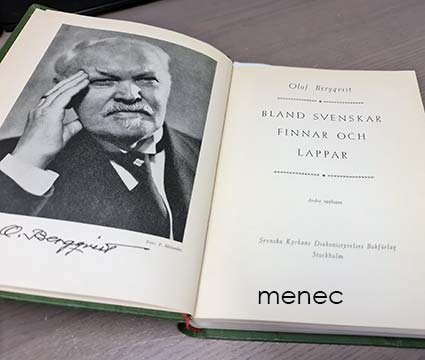 O. Bergqvist
Olof Bergqvist
BLAND SVENSKAR
FINNAR OCH
LAPPAR
Andra upplagan
Svenska Kyrkans Diakonistyrelses Bokförlag
Stockholm
menec